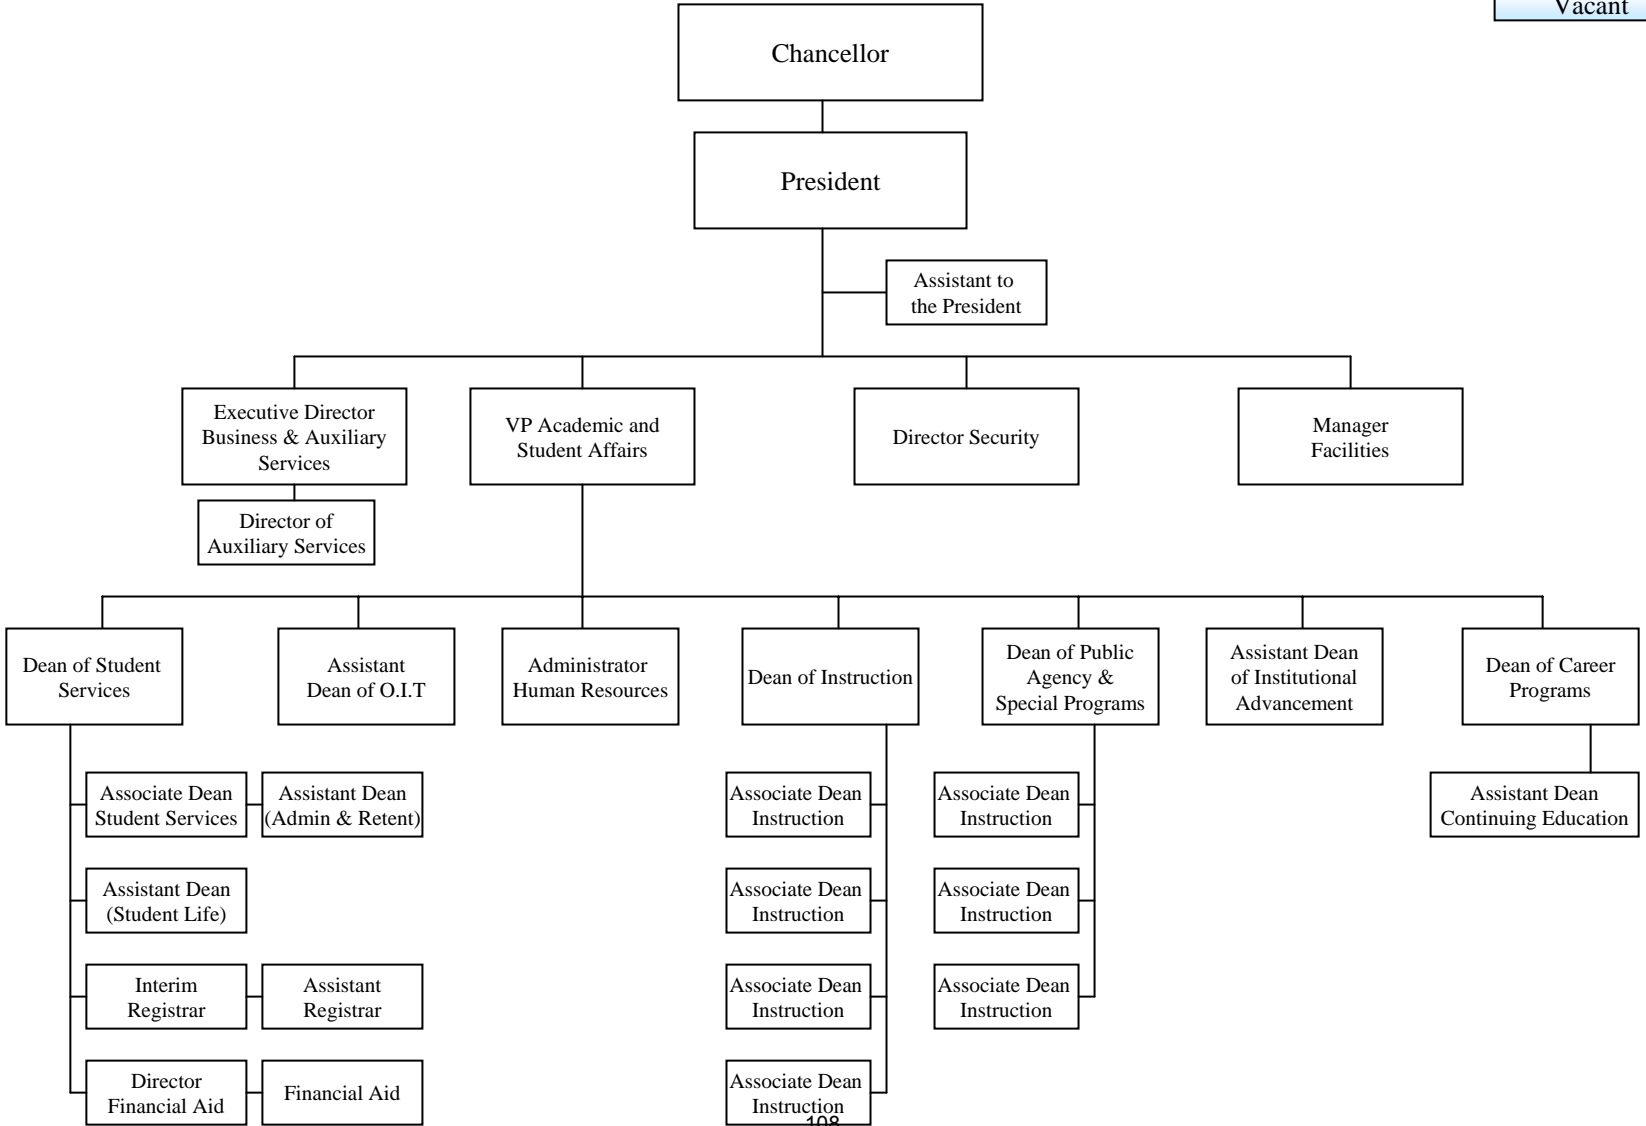 Vacant
Chancellor
President
Assistant to
the President
Executive Director
Business & Auxiliary
Services
VP Academic and
Student Affairs
Director Security
Manager
Facilities
Director of
Auxiliary Services
Dean of Student
Services
Assistant
Dean of O.I.T
Administrator
Human Resources
Dean of Instruction
Dean of Public
Agency &
Special Programs
Assistant Dean
of Institutional
Advancement
Dean of Career
Programs
Associate Dean
Student Services
Assistant Dean
(Admin & Retent)
Associate Dean
Instruction
Associate Dean
Instruction
Assistant Dean
Continuing Education
Assistant Dean
(Student Life)
Associate Dean
Instruction
Associate Dean
Instruction
Interim
Registrar
Assistant
Registrar
Associate Dean
Instruction
Associate Dean
Instruction
Director
Financial Aid
Financial Aid
Associate Dean
Instruction
108